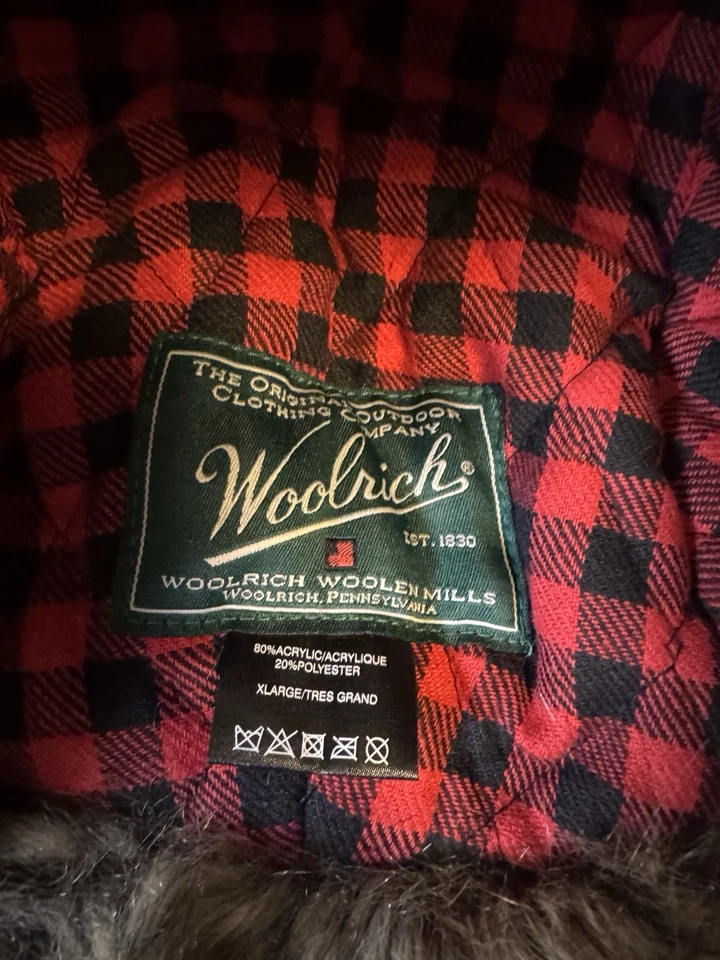 THE ORIGINAL OUTDOOR
CLOTHING COMPANY
Woolrich®
EST. 1830
WOOLRICH WOOLEN MILLS
WOOLRICH, PENNSYLVANIA
80%ACRYLIC/ACRYLIQUE
20%POLYESTER
XLARGE/TRES GRAND